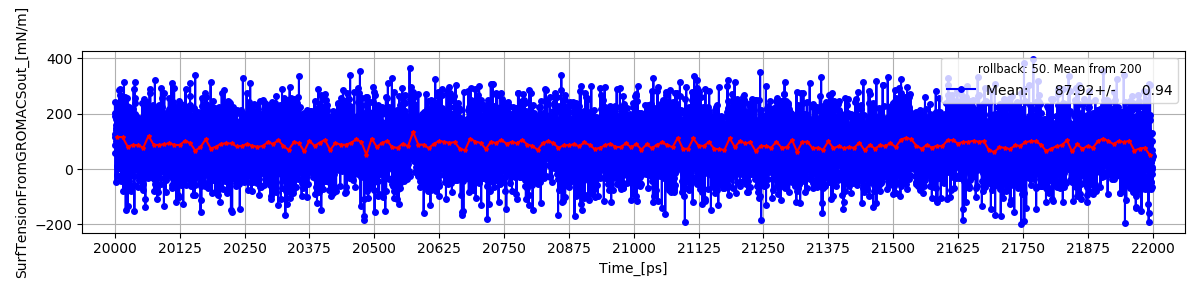 SurfTensionFromGROMACSout_[mN/m]
400
200
0
−200
rollback: 50. Mean from 200
Mean: 87.92+/- 0.94
20000 20125 20250 20375 20500 20625 20750 20875 21000 21125 21250 21375 21500 21625 21750 21875 22000
Time_[ps]